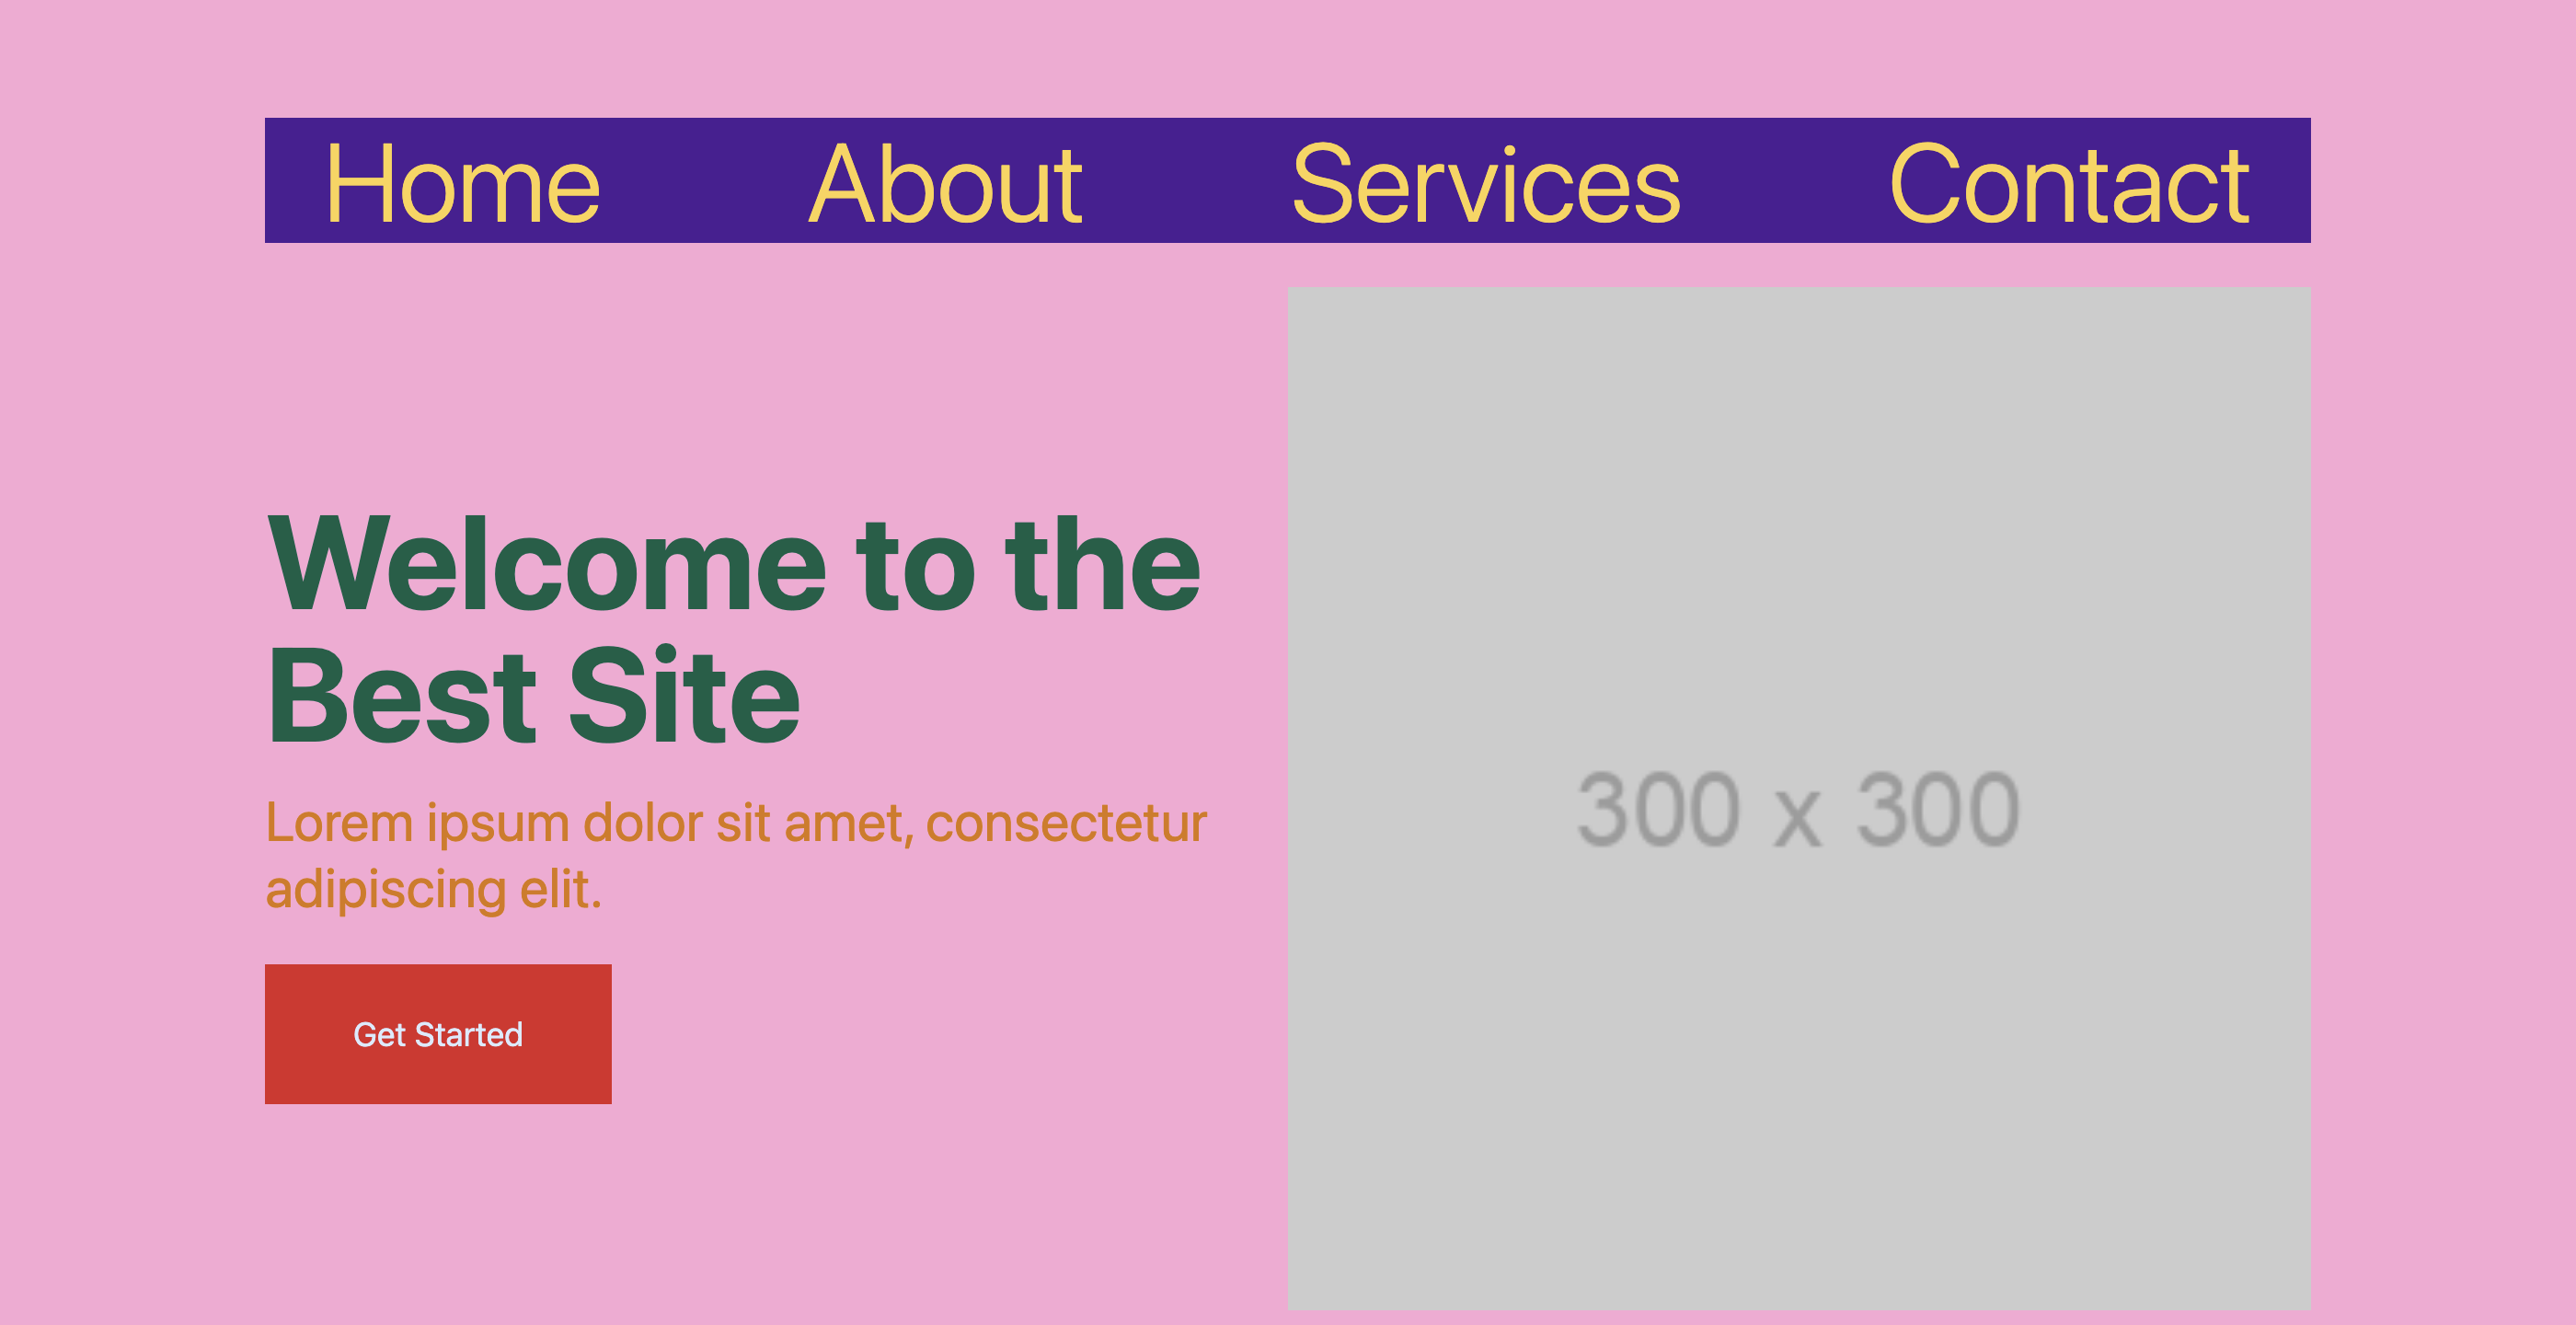 Home About Services Contact
Welcome to the
Best Site
Lorem ipsum dolor sit amet, consectetur
adipiscing elit.
Get Started
300 x 300